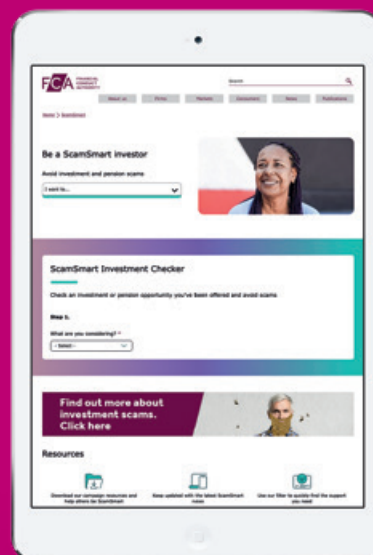 FCA FINANCIAL
CONDUCT
AUTHORITY
Search
About us Firms Markets Consumers News Publications
Home > ScamSmart
Be a ScamSmart investor
Avoid investment and pension scams
I want to...
ScamSmart Investment Checker
Check an investment or pension opportunity you've been offered and avoid scams
Step 1.
What are you considering? *
- Select -
Find out more about
investment scams.
Click here
Resources
Download our campaign resources and
help others be ScamSmart
Keep updated with the latest ScamSmart
news
Use our filter to quickly find the support
you need